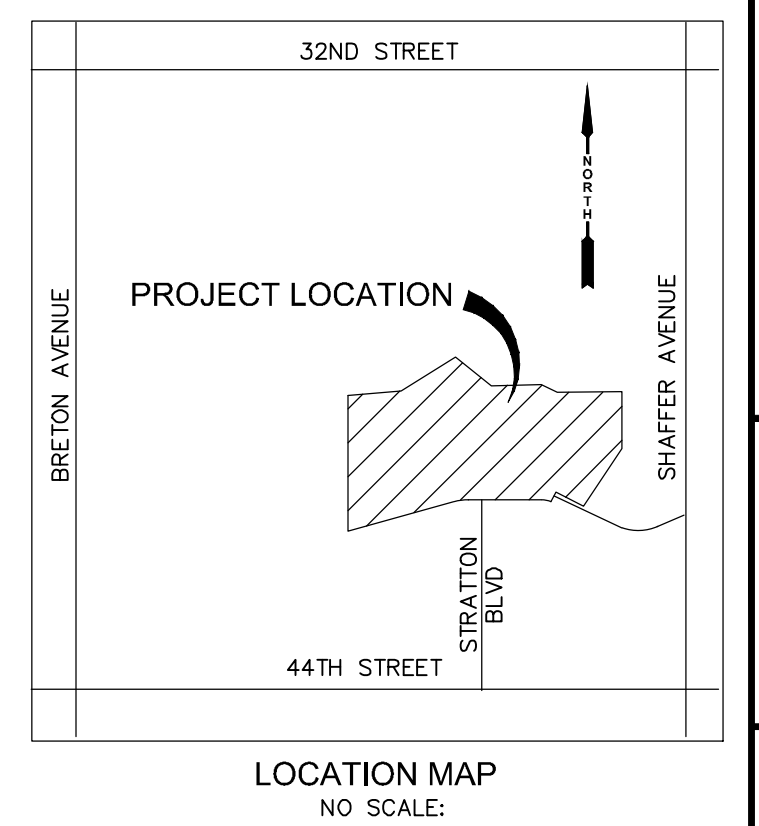 32ND STREET
NORTH
PROJECT LOCATION
BRETON AVENUE
SHAFFER AVENUE
STRATTON
BLVD
44TH STREET
LOCATION MAP
NO SCALE: